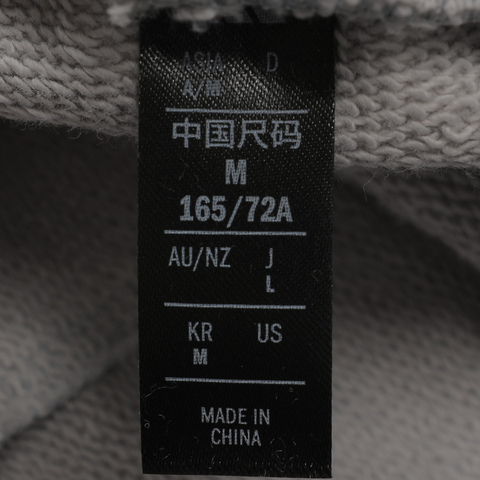 ASIA D
A/M
中国尺码
M
165/72A
AU/NZ J
L
KR US
M
MADE IN
CHINA